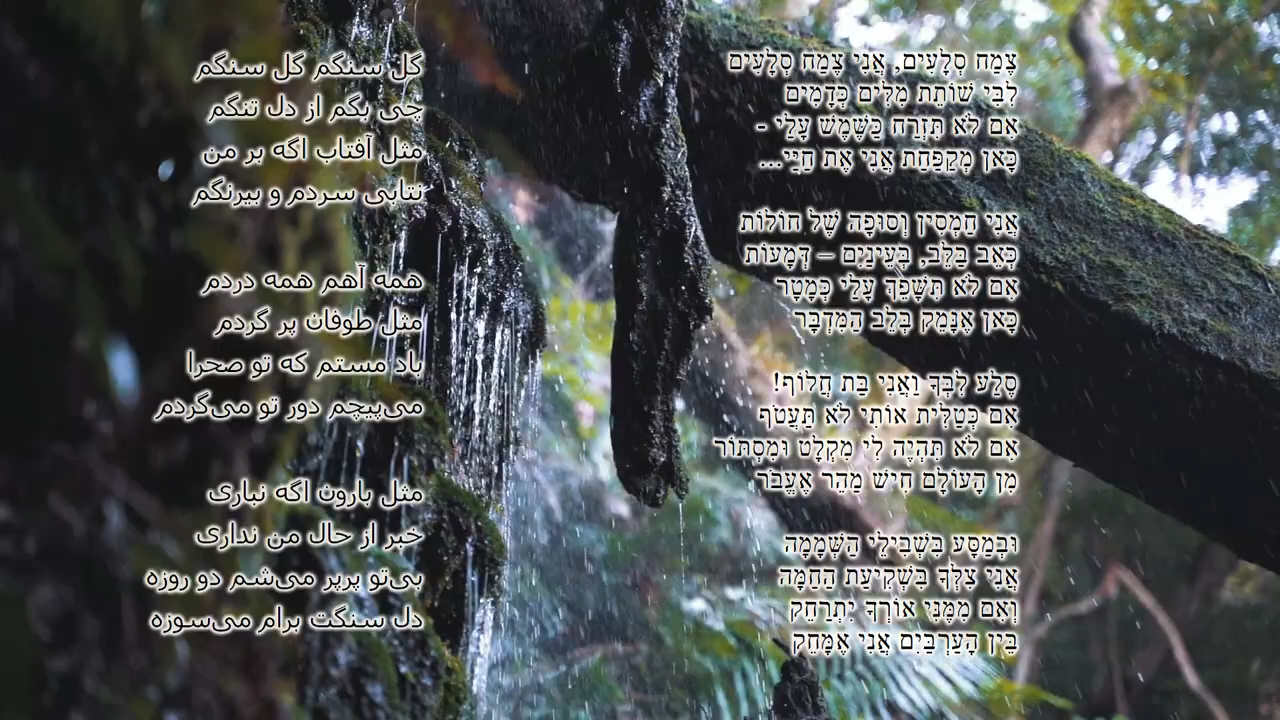 گل سنگم گل سنگم
چی بگم از دل تنگم
مثل آفتاب اگه بر من
نتابی سردم و بیرنگم
همه آهم همه دردم
مثل طوفان پر گردم
باد مستم که تو صحرا
می‌پیچم دور تو می‌گردم
مثل بارون اگه نباری
خبر از حال من نداری
بی‌تو پرپر می‌شم دو روزه
دل سنگت برام می‌سوزه
צֶמַח סְלָעִים, אֲנִי צֶמַח סְלָעִים
לִבִּי שׁוֹתֵת מִלִּים כְּדָמִים
אִם לֹא תִּזְרַח כַּשֶּׁמֶשׁ עָלַי -
כָּאן מְקַפַּחַת אֲנִי אֶת חַיַּי...
אֲנִי חַמְסִין וְסוּפָה שֶׁל חוֹלוֹת
כְּאֵב בַּלֵּב, בְּעֵינַיִם – דְּמָעוֹת
אִם לֹא תִּשָּׁפֵךְ עָלַי כְּמָטָר
כָּאן אֶנָּמֵק בְּלֵב הַמִּדְבָּר
סֶלַע לִבְּךָ וַאֲנִי בַּת חֲלוֹף!
אִם כְּטַלִּית אוֹתִי לֹא תַּעֲטֹף
אִם לֹא תִּהְיֶה לִי מִקְלָט וּמִסְתּוֹר
מִן הָעוֹלָם חִישׁ מַהֵר אֶעֱבֹר
וּבְמַסָּע בִּשְׁבִילֵי הַשְּׁמָמָה
אֲנִי צִלְּךָ בִּשְׁקִיעַת הַחַמָּה
וְאִם מִמֶּנִּי אוֹרְךָ יִתְרַחֵק
בֵּין הָעַרְבַּיִם אֲנִי אֶמָּחֵק